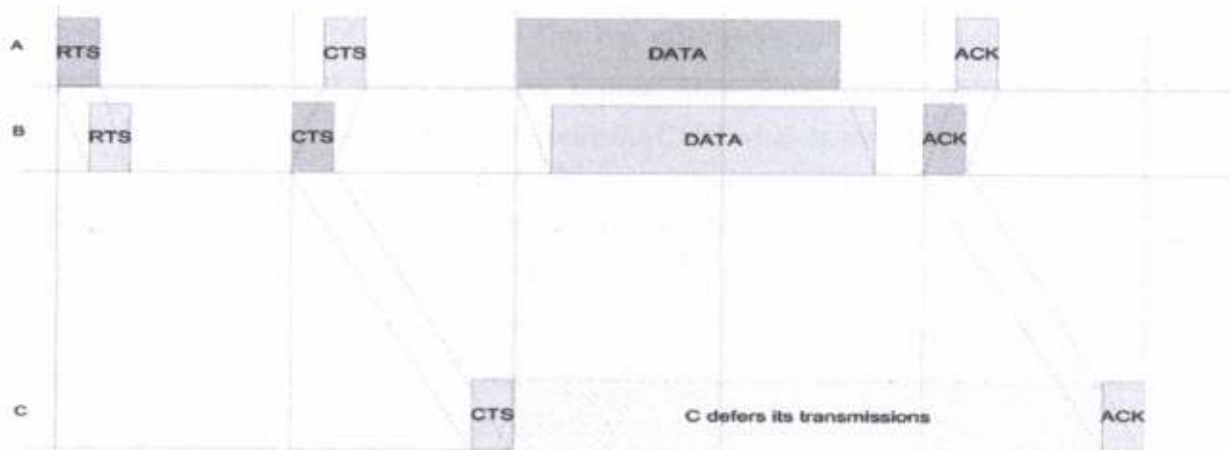 A RTS CTS DATA ACK
B RTS CTS DATA ACK
C CTS C defers its transmissions ACK